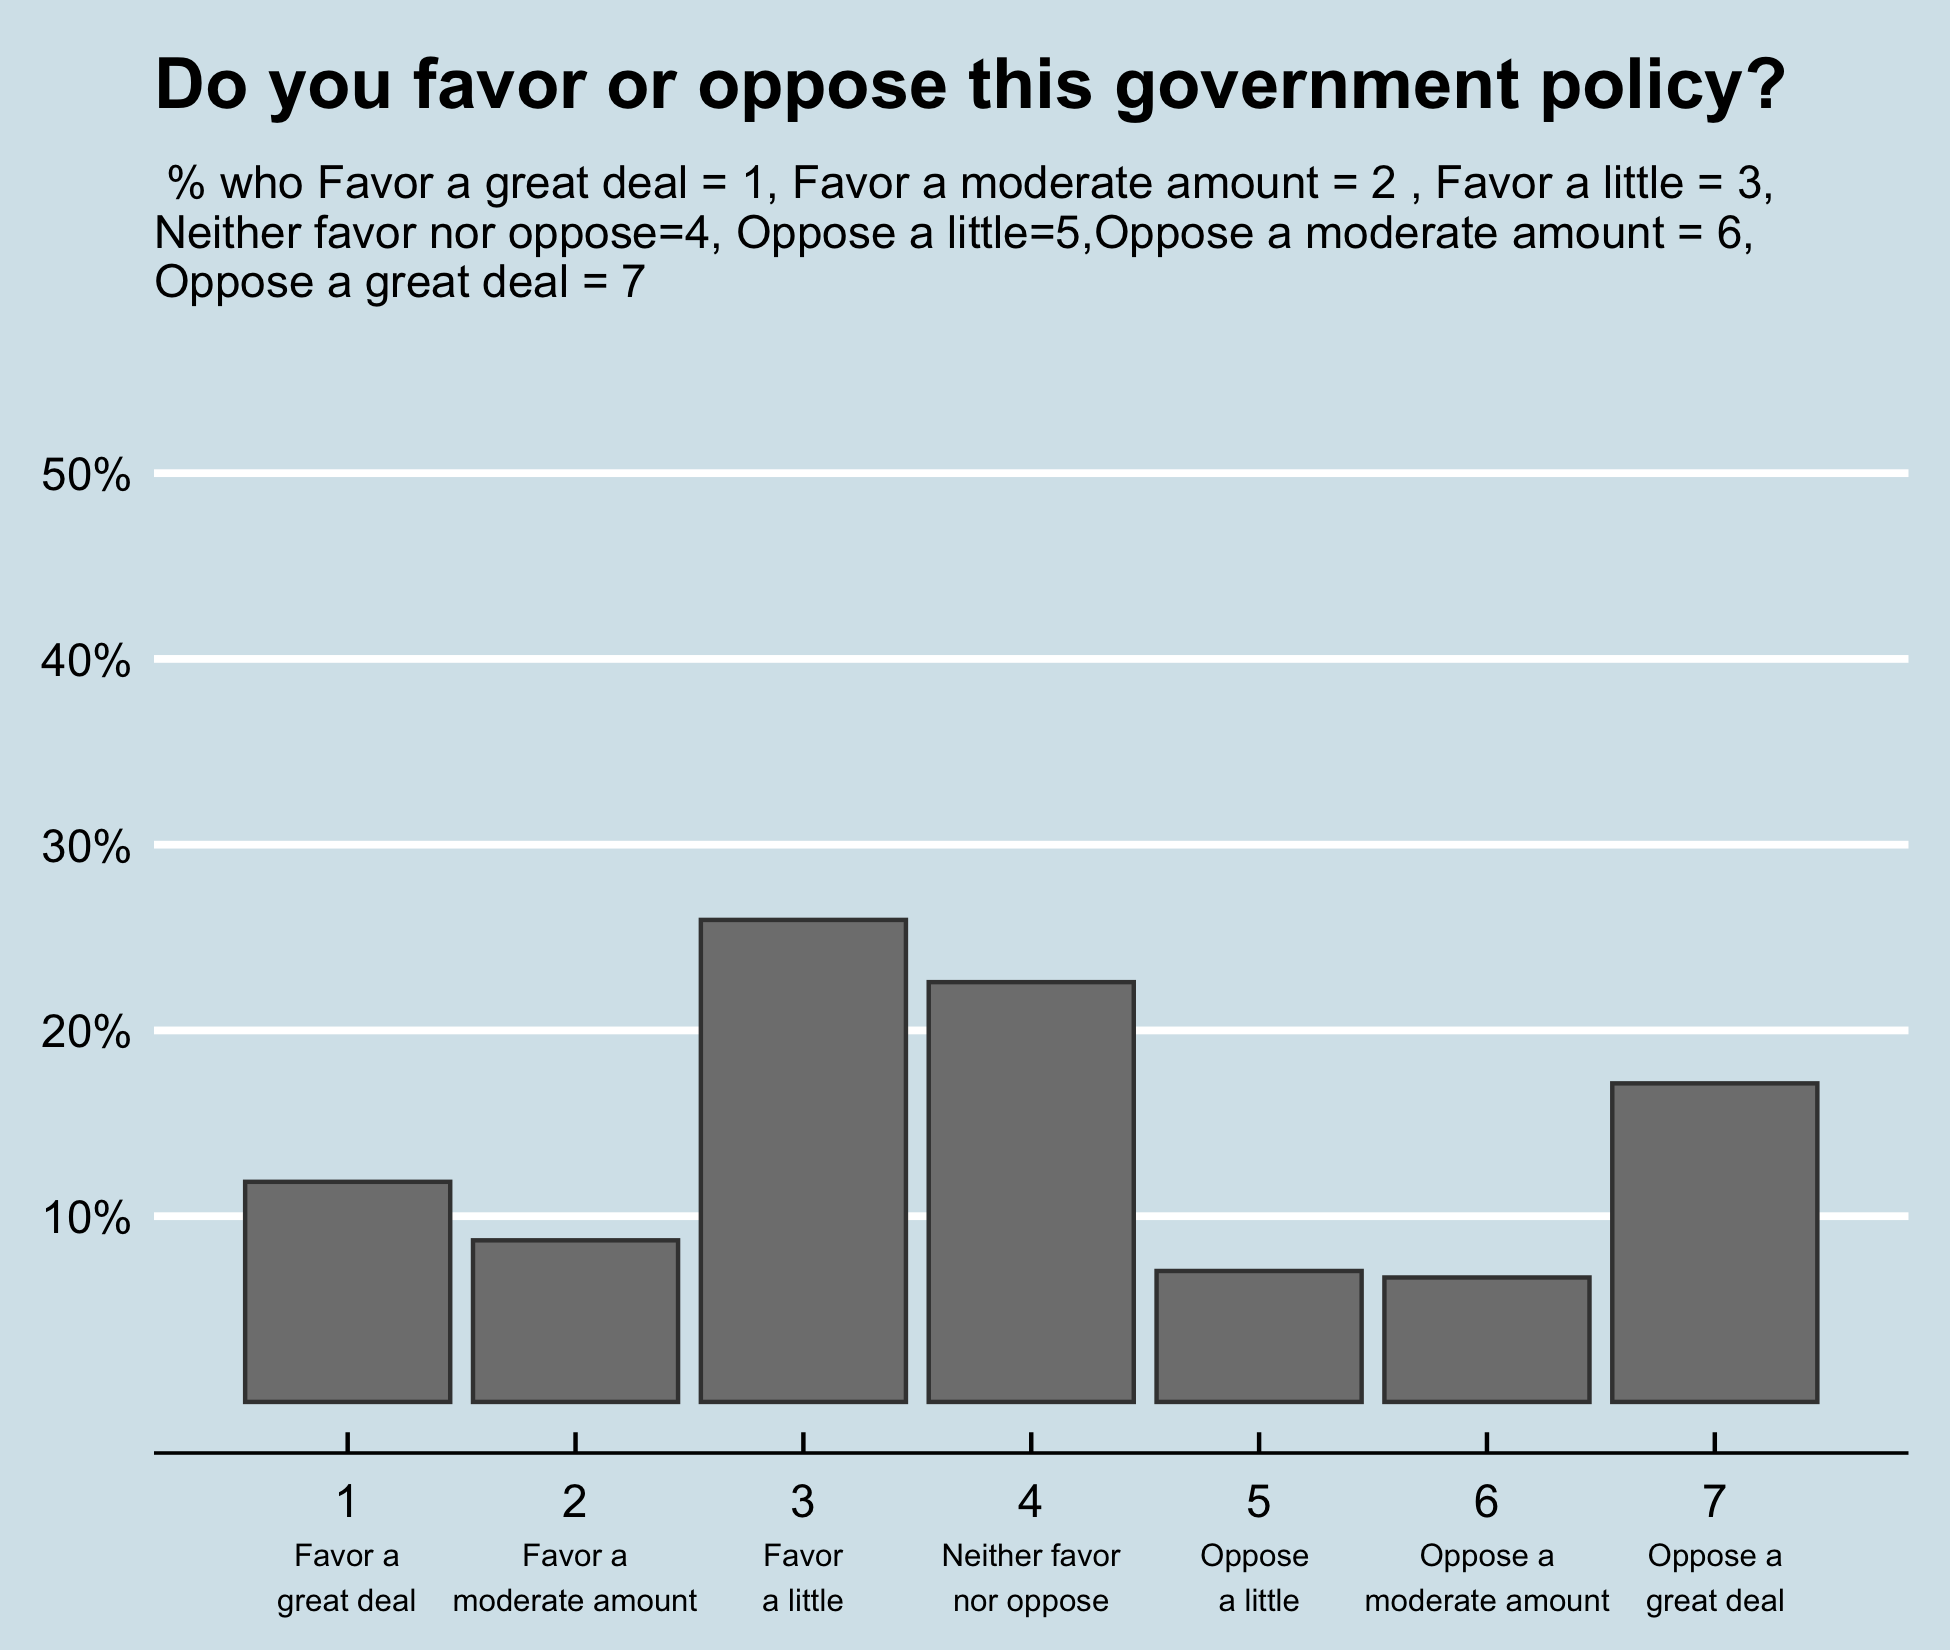 Do you favor or oppose this government policy?
% who Favor a great deal = 1, Favor a moderate amount = 2 , Favor a little = 3,
Neither favor nor oppose=4, Oppose a little=5,Oppose a moderate amount = 6,
Oppose a great deal = 7
50%
40%
30%
20%
10%
1 2 3 4 5 6 7
Favor a Favor a Favor Neither favor Oppose Oppose a Oppose a
great deal moderate amount a little nor oppose a little moderate amount great deal